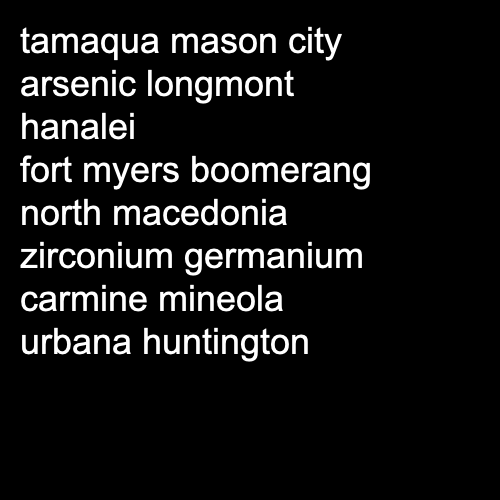 tamaqua mason city
arsenic longmont
hanalei
fort myers boomerang
north macedonia
zirconium germanium
carmine mineola
urbana huntington